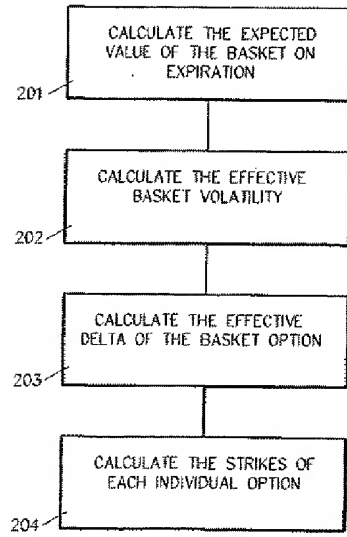 CALCULATE THE EXPECTED
VALUE OF THE BASKET ON
EXPIRATION
201
CALCULATE THE EFFECTIVE
BASKET VOLATILITY
202
CALCULATE THE EFFECTIVE
DELTA OF THE BASKET OPTION
203
CALCULATE THE STRIKES OF
EACH INDIVIDUAL OPTION
204